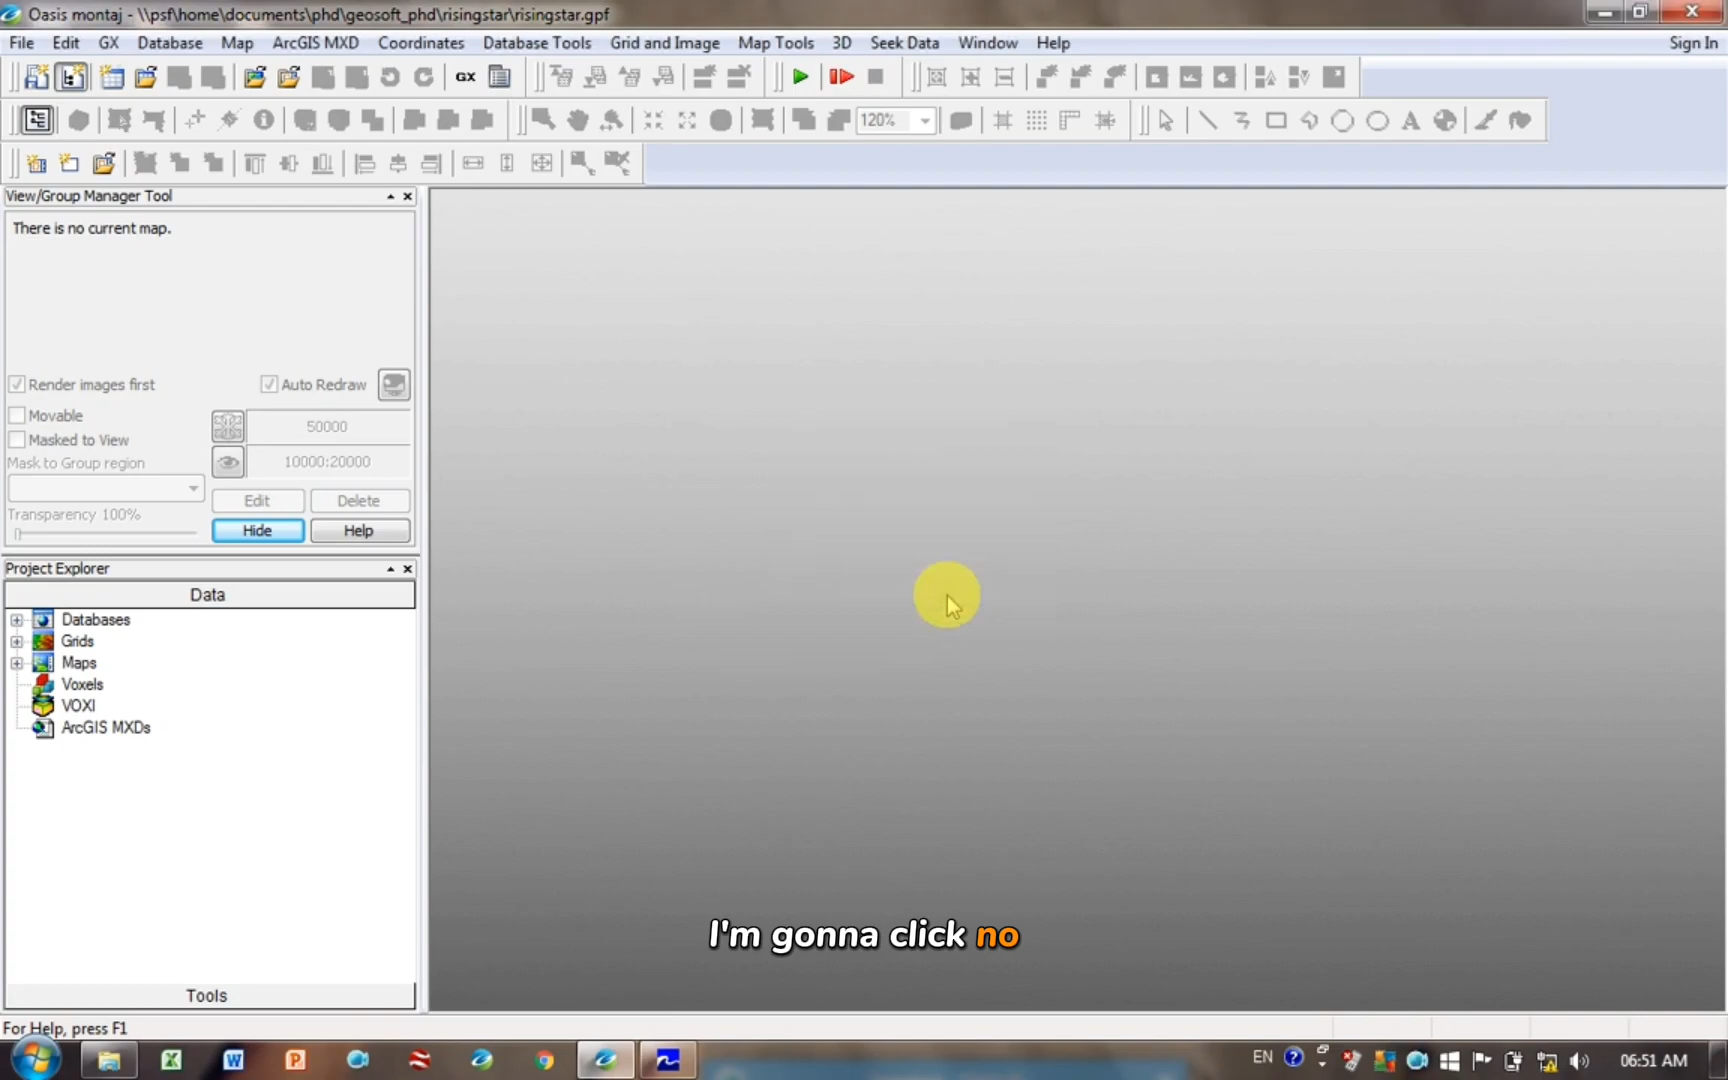 Oasis montaj - \\psf\home\documents\phd\geosoft_phd\risingstar\risingstar.gpf
File Edit GX Database Map ArcGIS MXD Coordinates Database Tools Grid and Image Map Tools 3D Seek Data Window Help Sign In
GX
120%
A
View/Group Manager Tool
There is no current map.
Render images first Auto Redraw
Movable 50000
Masked to View
Mask to Group region 10000:20000
Edit Delete
Transparency 100%
Hide Help
Project Explorer
Data
Databases
Grids
Maps
Voxels
VOXI
ArcGIS MXDs
I'm gonna click no
Tools
For Help, press F1
EN 06:51 AM